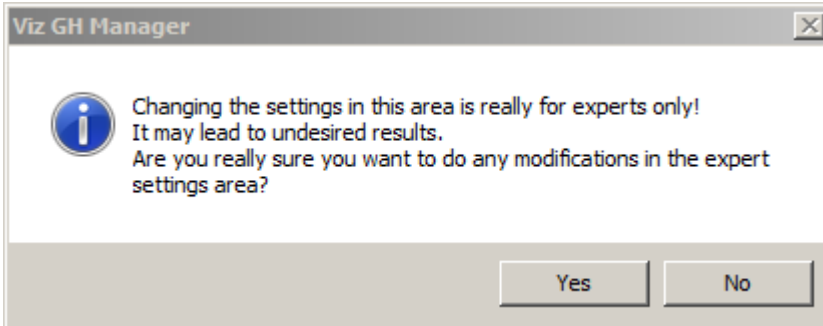 Viz GH Manager
Changing the settings in this area is really for experts only!
It may lead to undesired results.
Are you really sure you want to do any modifications in the expert
settings area?
Yes
No